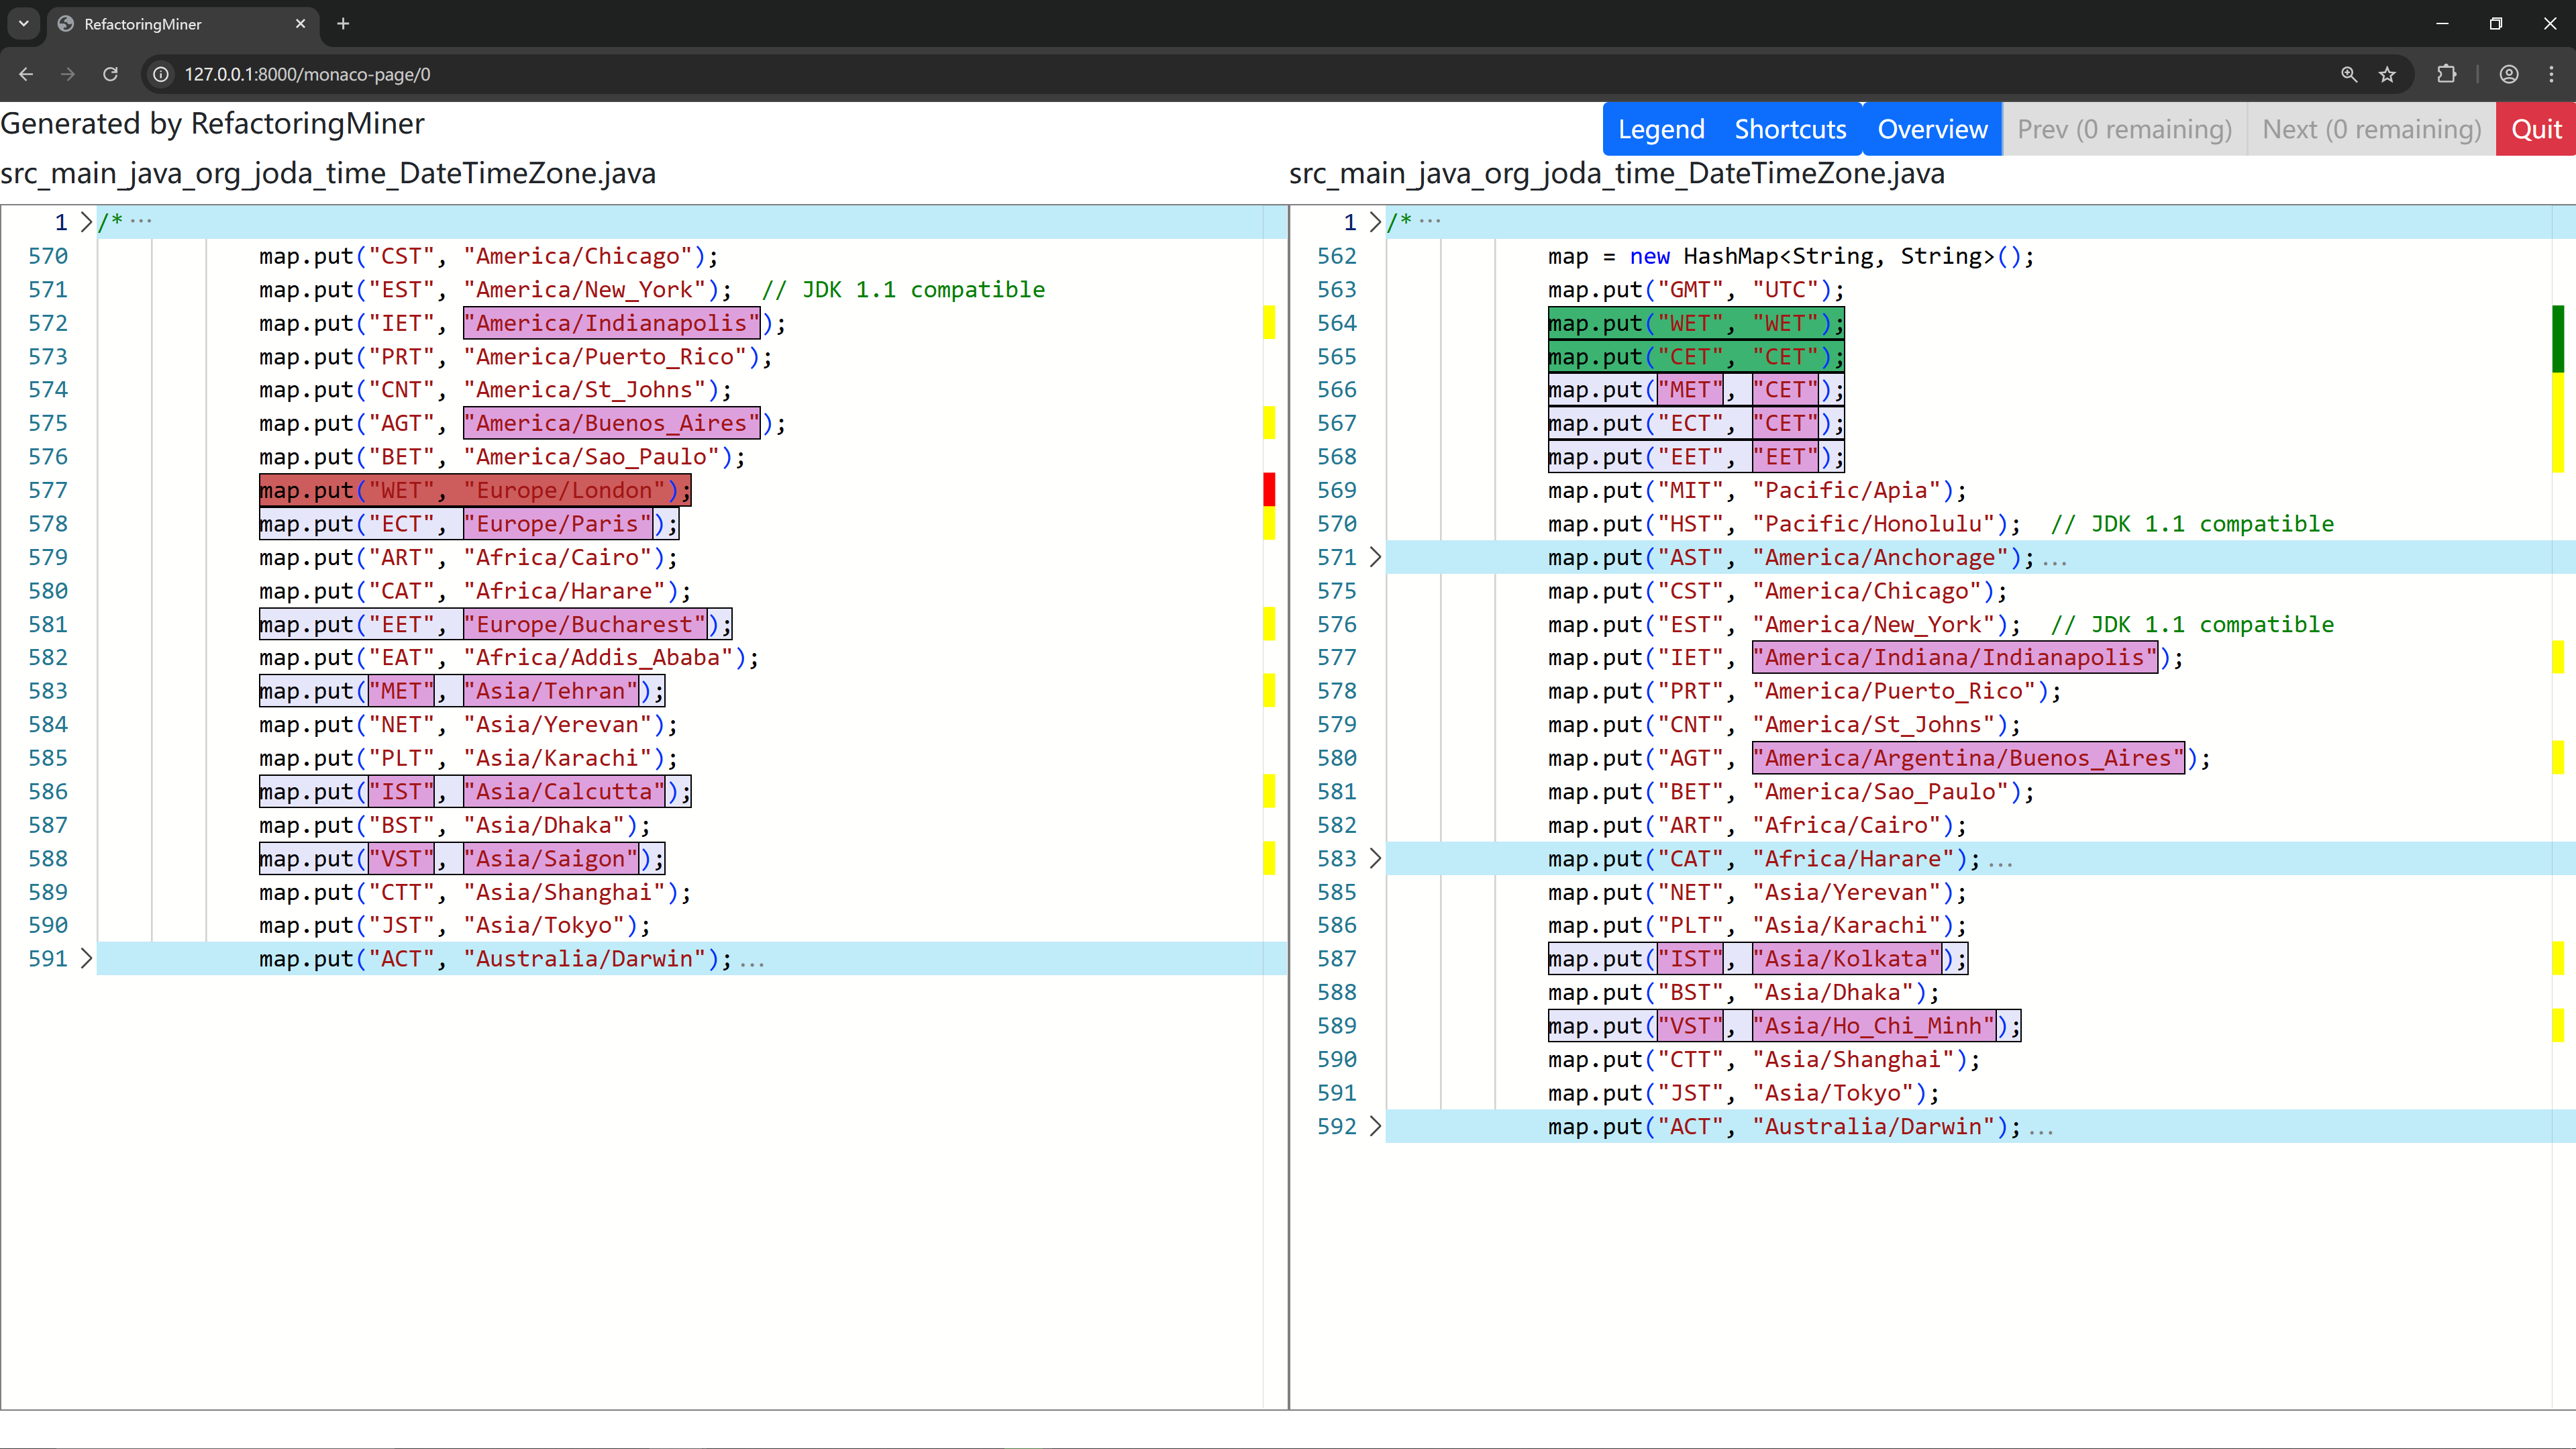 RefactoringMiner
127.0.0.1:8000/monaco-page/0
Generated by RefactoringMiner
Legend Shortcuts Overview Prev (0 remaining) Next (0 remaining) Quit
src_main_java_org_joda_time_DateTimeZone.java
1 /* ···
570 map.put("CST", "America/Chicago");
571 map.put("EST", "America/New_York");  // JDK 1.1 compatible
572 map.put("IET", "America/Indianapolis");
573 map.put("PRT", "America/Puerto_Rico");
574 map.put("CNT", "America/St_Johns");
575 map.put("AGT", "America/Buenos_Aires");
576 map.put("BET", "America/Sao_Paulo");
577 map.put("WET", "Europe/London");
578 map.put("ECT", "Europe/Paris");
579 map.put("ART", "Africa/Cairo");
580 map.put("CAT", "Africa/Harare");
581 map.put("EET", "Europe/Bucharest");
582 map.put("EAT", "Africa/Addis_Ababa");
583 map.put("MET", "Asia/Tehran");
584 map.put("NET", "Asia/Yerevan");
585 map.put("PLT", "Asia/Karachi");
586 map.put("IST", "Asia/Calcutta");
587 map.put("BST", "Asia/Dhaka");
588 map.put("VST", "Asia/Saigon");
589 map.put("CTT", "Asia/Shanghai");
590 map.put("JST", "Asia/Tokyo");
591 map.put("ACT", "Australia/Darwin"); ...
src_main_java_org_joda_time_DateTimeZone.java
1 /* ···
562 map = new HashMap<String, String>();
563 map.put("GMT", "UTC");
564 map.put("WET", "WET");
565 map.put("CET", "CET");
566 map.put("MET", "CET");
567 map.put("ECT", "CET");
568 map.put("EET", "EET");
569 map.put("MIT", "Pacific/Apia");
570 map.put("HST", "Pacific/Honolulu");  // JDK 1.1 compatible
571 map.put("AST", "America/Anchorage"); ...
575 map.put("CST", "America/Chicago");
576 map.put("EST", "America/New_York");  // JDK 1.1 compatible
577 map.put("IET", "America/Indiana/Indianapolis");
578 map.put("PRT", "America/Puerto_Rico");
579 map.put("CNT", "America/St_Johns");
580 map.put("AGT", "America/Argentina/Buenos_Aires");
581 map.put("BET", "America/Sao_Paulo");
582 map.put("ART", "Africa/Cairo");
583 map.put("CAT", "Africa/Harare"); ...
585 map.put("NET", "Asia/Yerevan");
586 map.put("PLT", "Asia/Karachi");
587 map.put("IST", "Asia/Kolkata");
588 map.put("BST", "Asia/Dhaka");
589 map.put("VST", "Asia/Ho_Chi_Minh");
590 map.put("CTT", "Asia/Shanghai");
591 map.put("JST", "Asia/Tokyo");
592 map.put("ACT", "Australia/Darwin"); ...